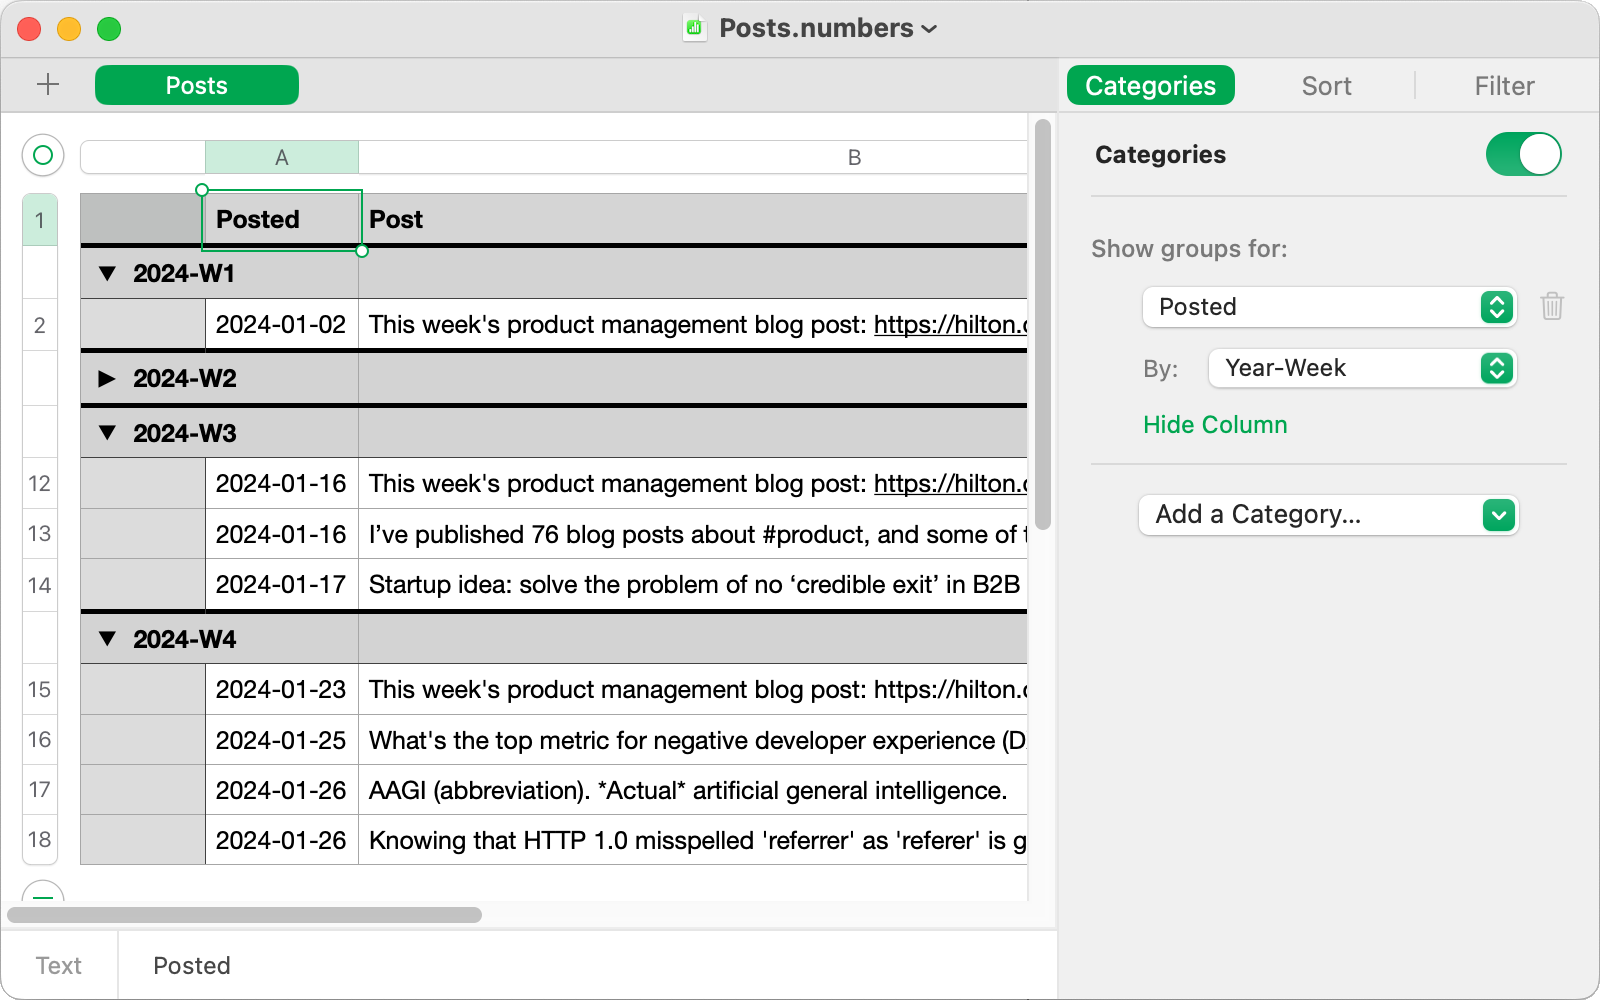 Posts.numbers
Posts
Categories Sort Filter
A B
Categories
1 Posted Post
Show groups for:
2024-W1
Posted
2 2024-01-02 This week's product management blog post: https://hilton.
By: Year-Week
2024-W2
Hide Column
2024-W3
12 2024-01-16 This week's product management blog post: https://hilton.
Add a Category...
13 2024-01-16 I’ve published 76 blog posts about #product, and some of
14 2024-01-17 Startup idea: solve the problem of no ‘credible exit’ in B2B
2024-W4
15 2024-01-23 This week's product management blog post: https://hilton.
16 2024-01-25 What's the top metric for negative developer experience (D
17 2024-01-26 AAGI (abbreviation). *Actual* artificial general intelligence.
18 2024-01-26 Knowing that HTTP 1.0 misspelled 'referrer' as 'referer' is g
Text Posted